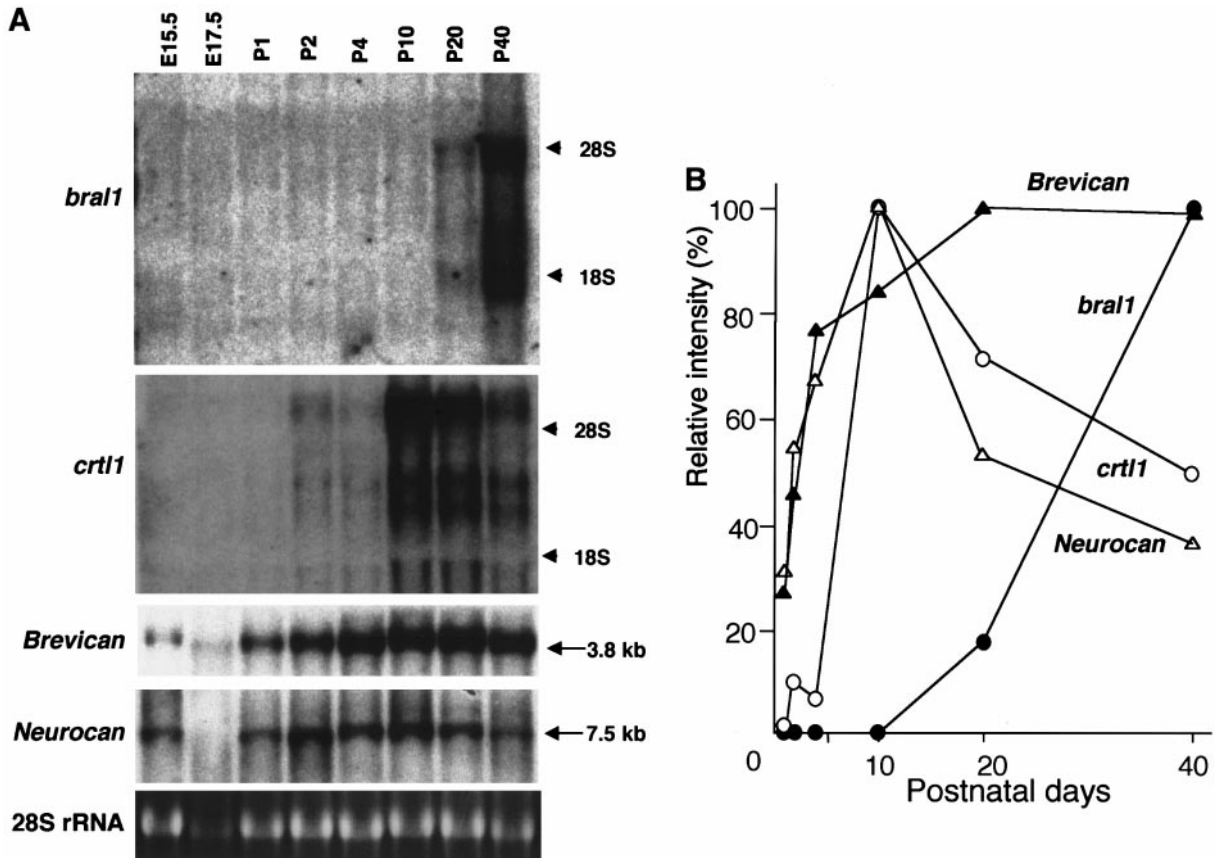 A
E15.5 E17.5 P1 P2 P4 P10 P20 P40
bral1
28S
18S
crtl1
28S
18S
Brevican
3.8 kb
Neurocan
7.5 kb
28S rRNA
B
Relative intensity (%)
100
80
60
40
20
0 10 20 40
Postnatal days
Brevican
bral1
crtl1
Neurocan